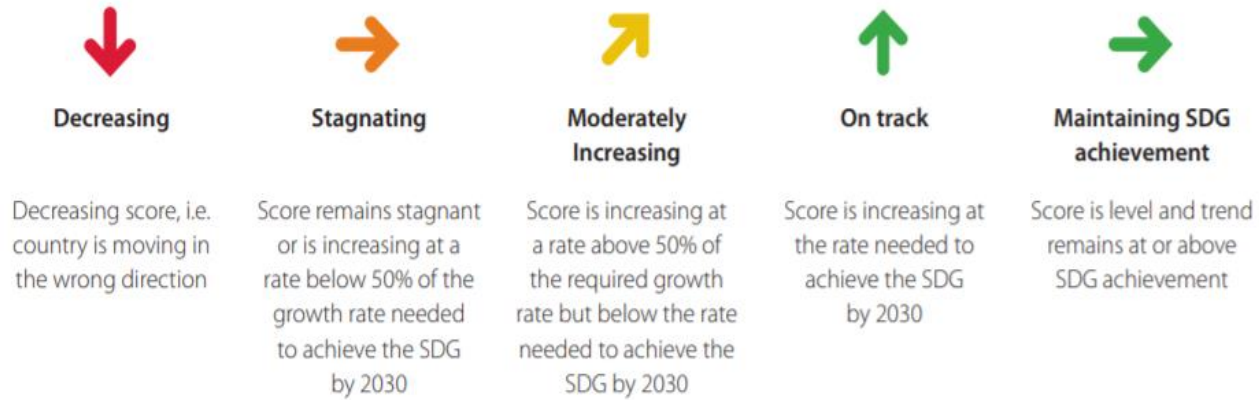 Decreasing
Stagnating
Moderately
Increasing
On track
Maintaining SDG
achievement
Decreasing score, i.e.
country is moving in
the wrong direction
Score remains stagnant
or is increasing at a
rate below 50% of the
growth rate needed
to achieve the SDG
by 2030
Score is increasing at
a rate above 50% of
the required growth
rate but below the rate
needed to achieve the
SDG by 2030
Score is increasing at
the rate needed to
achieve the SDG
by 2030
Score is level and trend
remains at or above
SDG achievement